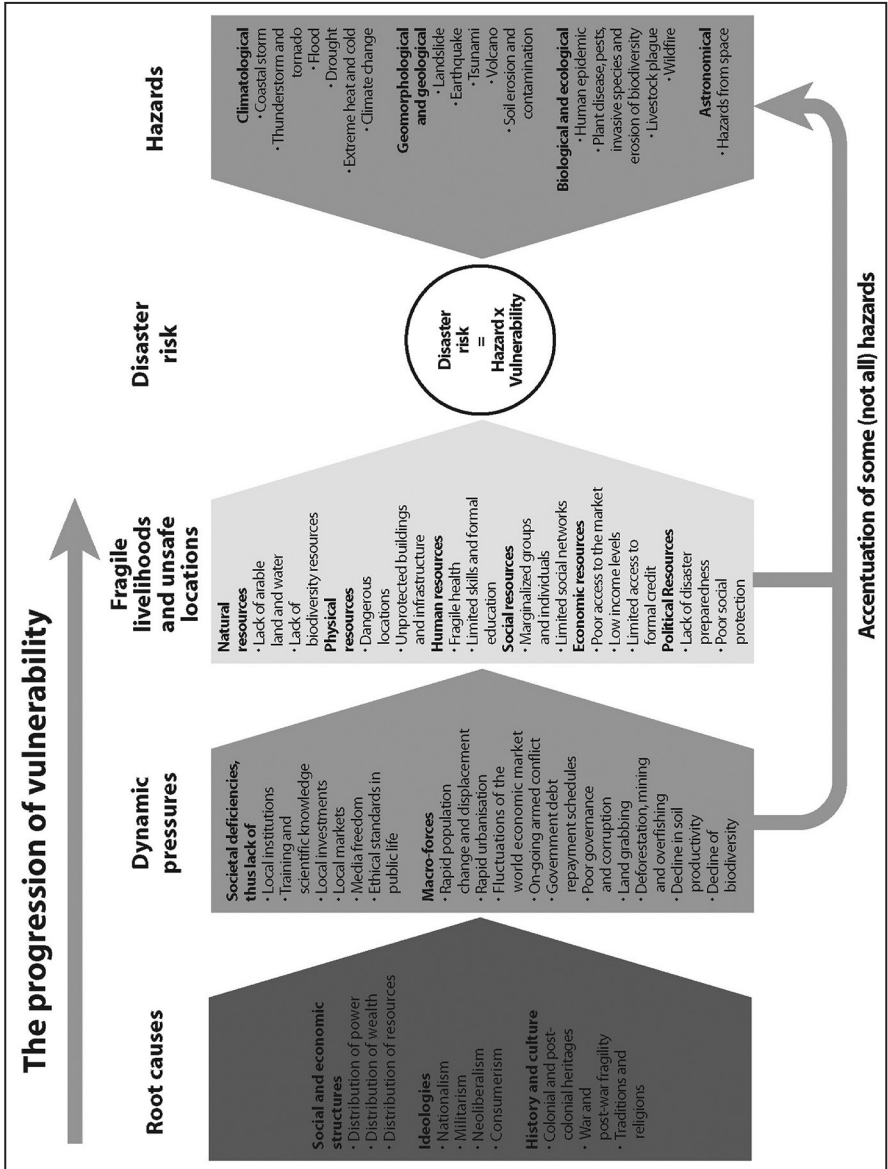 The progression of vulnerability
Root causes
Social and economic
structures
• Distribution of power
• Distribution of wealth
• Distribution of resources
Ideologies
• Nationalism
• Militarism
• Neoliberalism
• Consumerism
History and culture
• Colonial and post-
colonial heritages
• War and
post-war fragility
• Traditions and
religions
Dynamic
pressures
Societal deficiencies,
thus lack of
• Local institutions
• Training and
scientific knowledge
• Local investments
• Local markets
• Media freedom
• Ethical standards in
public life
Macro-forces
• Rapid population
change and displacement
• Rapid urbanisation
• Fluctuations of the
world economic market
• On-going armed conflict
• Government debt
repayment schedules
• Poor governance
and corruption
• Land grabbing
• Deforestation, mining
and overfishing
• Decline in soil
productivity
• Decline of
biodiversity
Fragile
livelihoods
and unsafe
locations
Natural
resources
• Lack of arable
land and water
• Lack of
biodiversity resources
Physical
resources
• Dangerous
locations
• Unprotected buildings
and infrastructure
Human resources
• Fragile health
• Limited skills and formal
education
Social resources
• Marginalized groups
and individuals
• Limited social networks
Economic resources
• Poor access to the market
• Low income levels
• Limited access to
formal credit
Political Resources
• Lack of disaster
preparedness
• Poor social
protection
Disaster
risk
Disaster
risk
=
Hazard x
Vulnerability
Hazards
Climatological
• Coastal storm
• Thunderstorm and
tornado
• Flood
• Drought
• Extreme heat and cold
• Climate change
Geomorphological
and geological
• Landslide
• Earthquake
• Tsunami
• Volcano
• Soil erosion and
contamination
Biological and ecological
• Human epidemic
• Plant disease, pests,
invasive species and
erosion of biodiversity
• Livestock plague
• Wildfire
Astronomical
• Hazards from space
Accentuation of some (not all) hazards